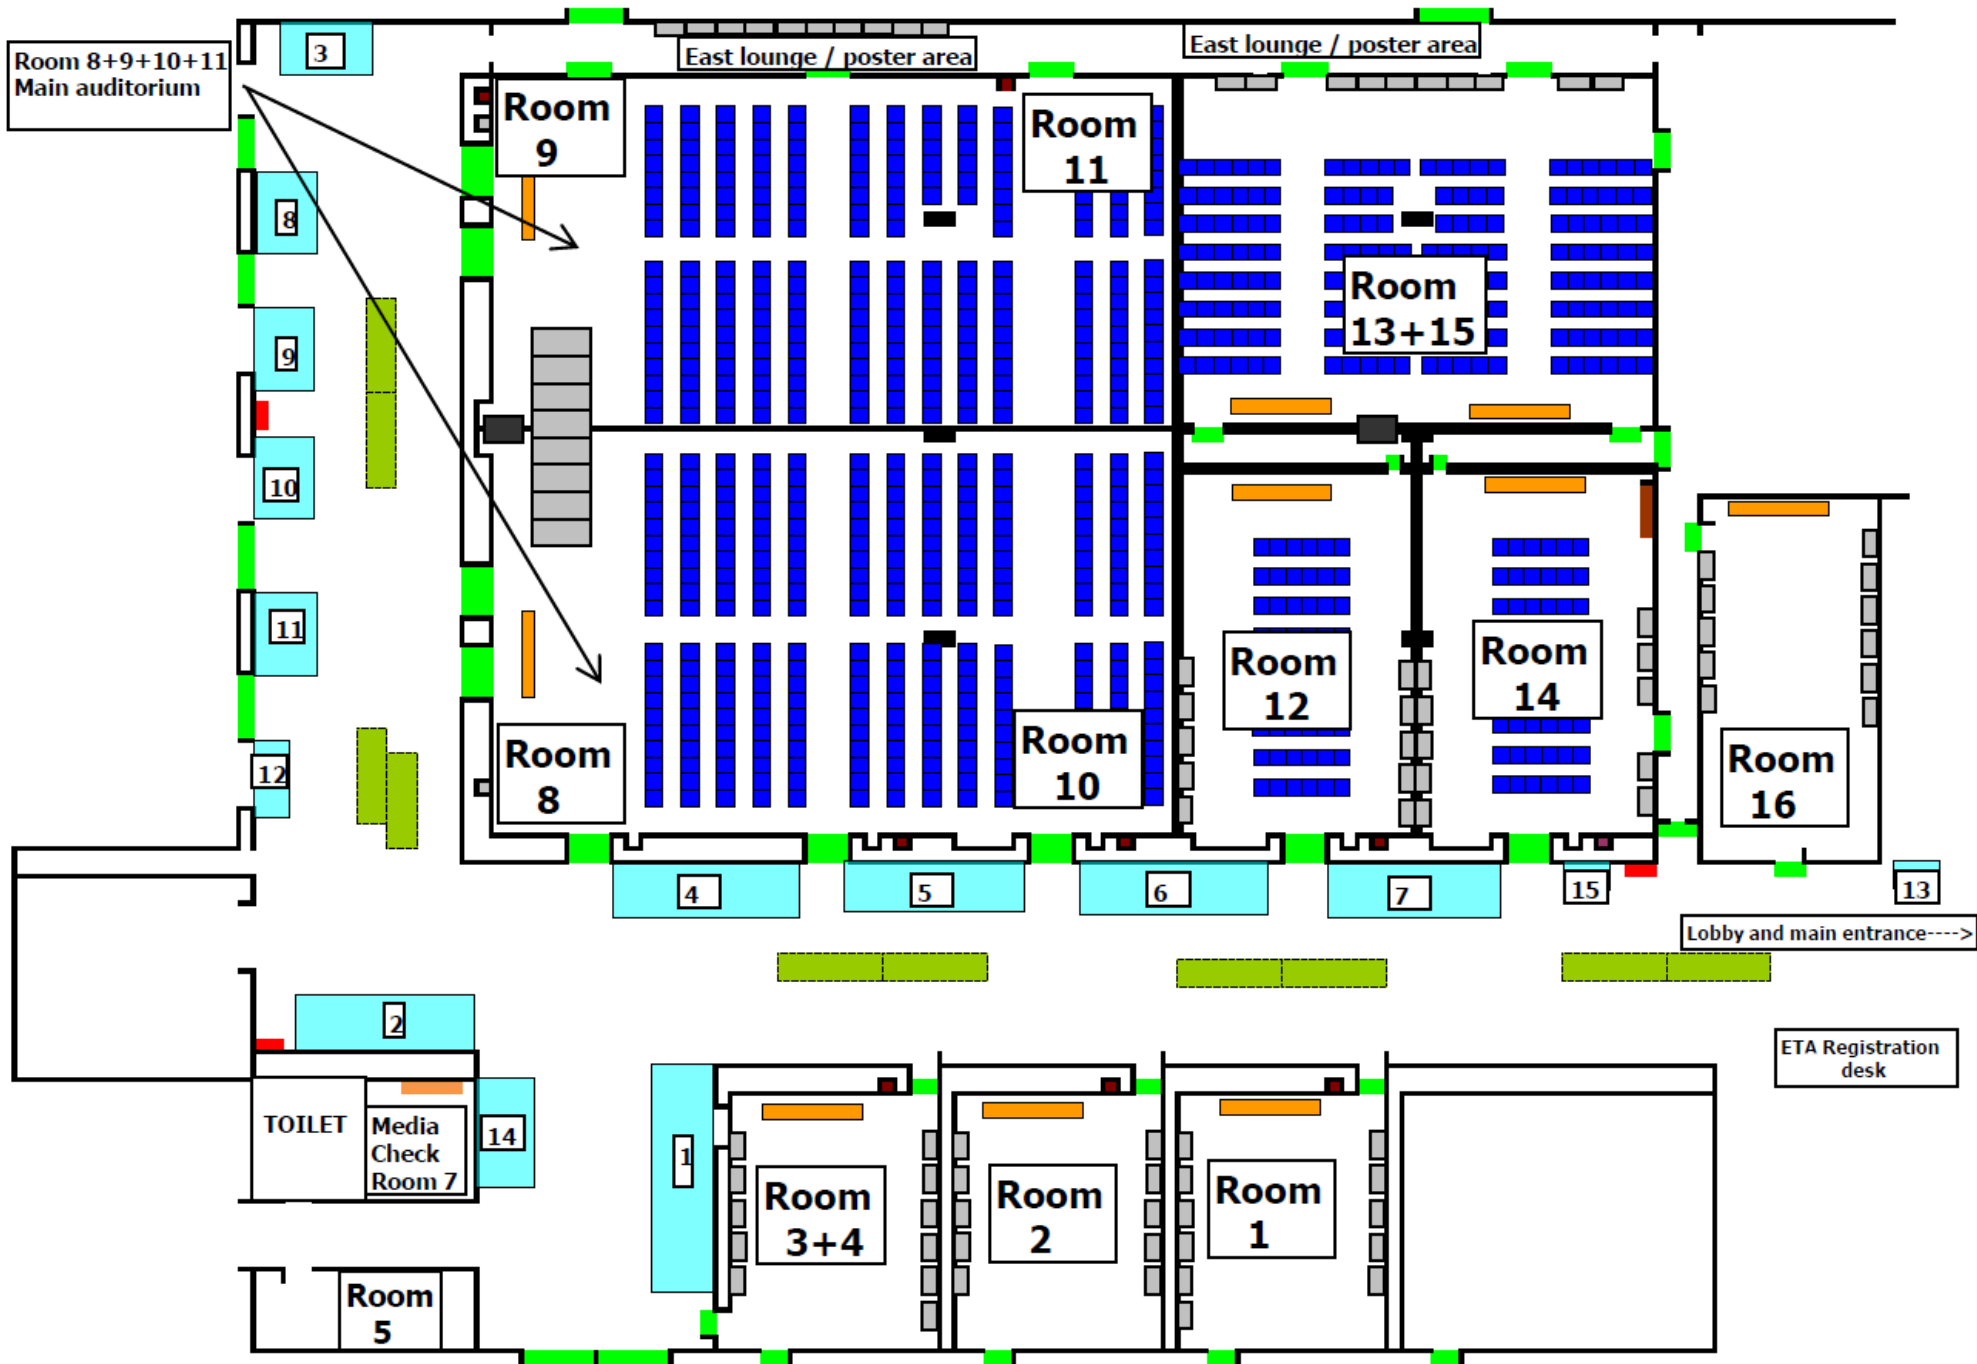 Room 8+9+10+11
Main auditorium
3
East lounge / poster area
East lounge / poster area
Room
9
Room
11
8
9
10
11
12
Room
13+15
Room
8
Room
10
Room
12
Room
14
Room
16
4
5
6
7
15
13
Lobby and main entrance---->
2
ETA Registration
desk
TOILET
Media
Check
Room 7
14
1
Room
3+4
Room
2
Room
1
Room
5